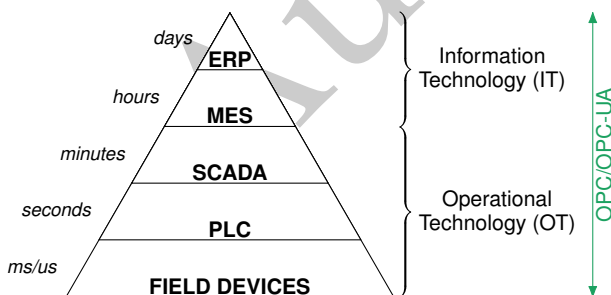 days
ERP
hours
MES
minutes
SCADA
seconds
PLC
ms/us
FIELD DEVICES
Information
Technology (IT)
Operational
Technology (OT)
OPC/OPC-UA